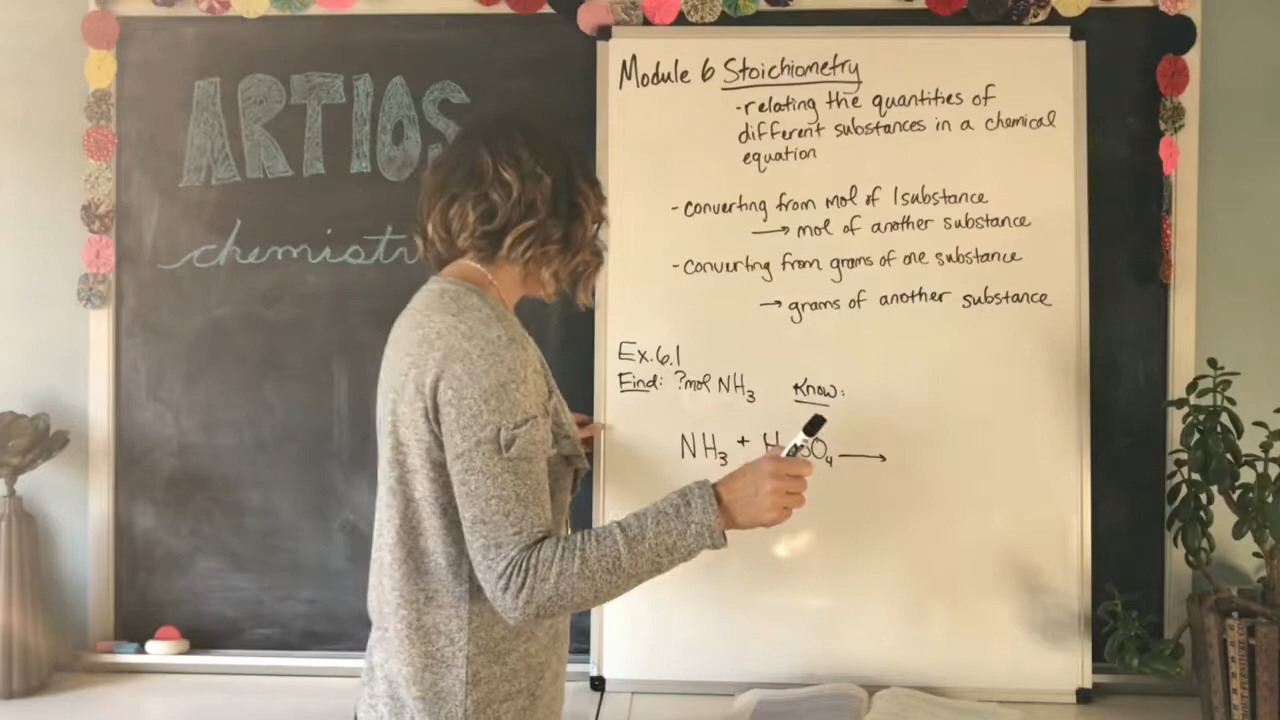 ARTIOS
Module 6 Stoichiometry
-relating the quantities of
different substances in a chemical
equation
-converting from mol of 1 substance
→ mol of another substance
-converting from grams of one substance
→ grams of another substance
Ex. 6.1
Find: ?mol NH₃ Know:
NH₃ + →